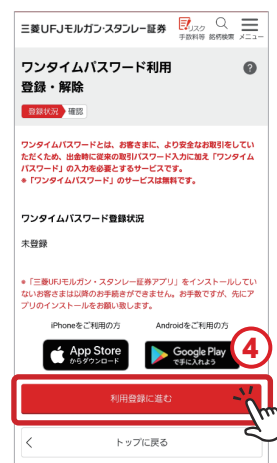 三菱UFJモルガン・スタンレー証券
リスク
手数料等 銘柄検索 メニュー
ワンタイムパスワード利用
登録・解除
?
登録状況 確認
ワンタイムパスワードとは、お客さまに、より安全なお取引をしてい
ただくため、出金時に従来の取引パスワード入力に加え「ワンタイム
パスワード」の入力を必要とするサービスです。
*「ワンタイムパスワード」のサービスは無料です。
ワンタイムパスワード登録状況
未登録
*「三菱UFJモルガン・スタンレー証券アプリ」をインストールしてい
ないお客さまは以降のお手続きができません。お手数ですが、先にア
プリのインストールをお願い致します。
iPhoneをご利用の方 Androidをご利用の方
App Store
からダウンロード
Google Play
で手に入れよう
4
利用登録に進む
トップに戻る